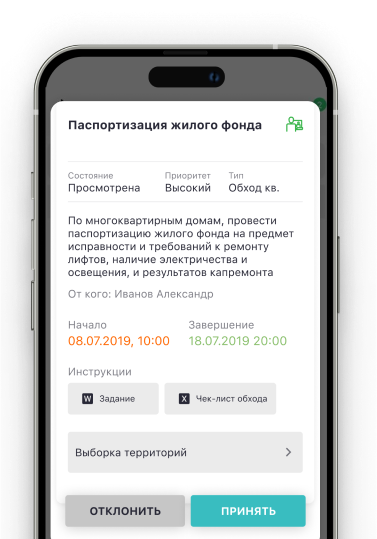 Паспортизация жилого фонда
Состояние Приоритет Тип
Просмотрена Высокий Обход кв.
По многоквартирным домам, провести
паспортизацию жилого фонда на предмет
исправности и требований к ремонту
лифтов, наличие электричества и
освещения, и результатов капремонта
От кого: Иванов Александр
Начало Завершение
08.07.2019, 10:00 18.07.2019 20:00
Инструкции
W Задание X Чек-лист обхода
Выборка территорий
ОТКЛОНИТЬ ПРИНЯТЬ